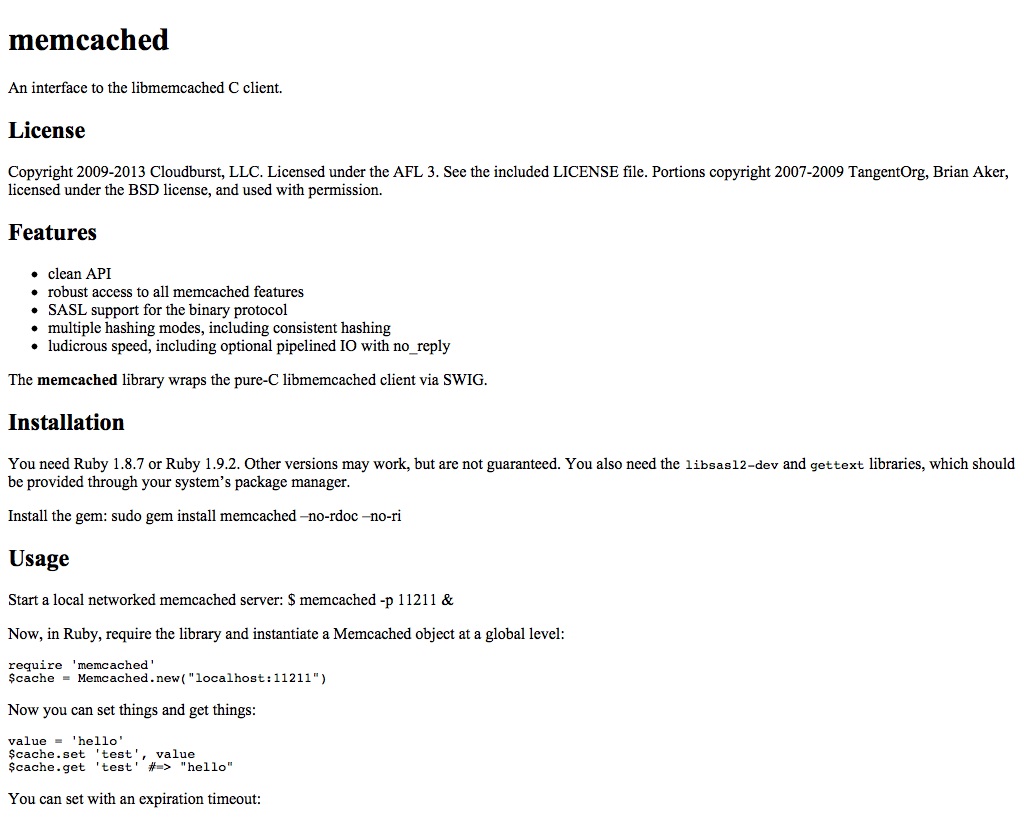 memcached
An interface to the libmemcached C client.
License
Copyright 2009-2013 Cloudburst, LLC. Licensed under the AFL 3. See the included LICENSE file. Portions copyright 2007-2009 TangentOrg, Brian Aker,
licensed under the BSD license, and used with permission.
Features
• clean API
• robust access to all memcached features
• SASL support for the binary protocol
• multiple hashing modes, including consistent hashing
• ludicrous speed, including optional pipelined IO with no_reply
The memcached library wraps the pure-C libmemcached client via SWIG.
Installation
You need Ruby 1.8.7 or Ruby 1.9.2. Other versions may work, but are not guaranteed. You also need the libsasl2-dev and gettext libraries, which should
be provided through your system’s package manager.
Install the gem: sudo gem install memcached –no-rdoc –no-ri
Usage
Start a local networked memcached server: $ memcached -p 11211 &
Now, in Ruby, require the library and instantiate a Memcached object at a global level:
require 'memcached'
$cache = Memcached.new("localhost:11211")
Now you can set things and get things:
value = 'hello'
$cache.set 'test', value
$cache.get 'test' #=> "hello"
You can set with an expiration timeout: